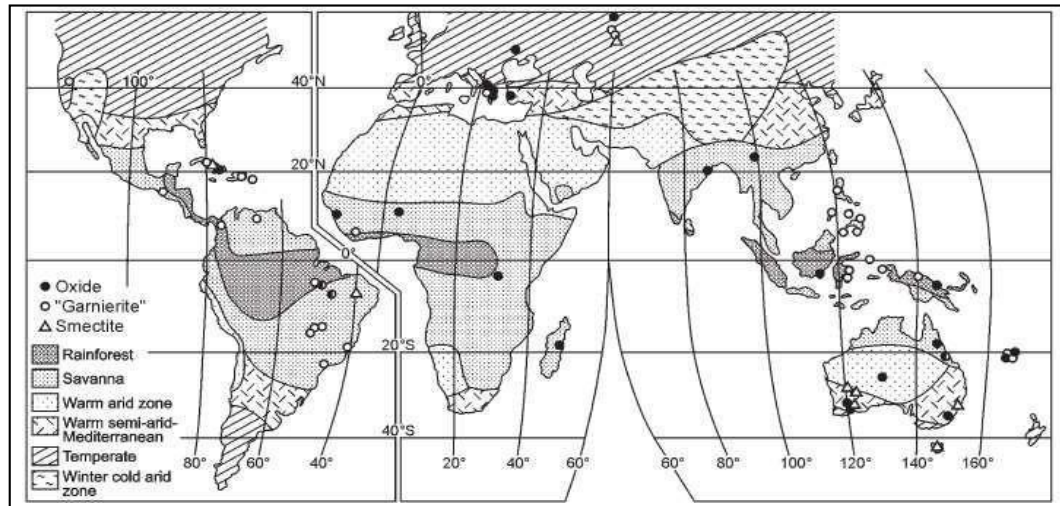 100°
0°
40°N
20°N
0°
Oxide
"Garnierite"
Smectite
Rainforest
Savanna
Warm arid zone
Warm semi-arid-
Mediterranean
Temperate
Winter cold arid
zone
20°S
40°S
80° 60° 40° 20° 40° 60° 60° 80° 100° 120° 140° 160°